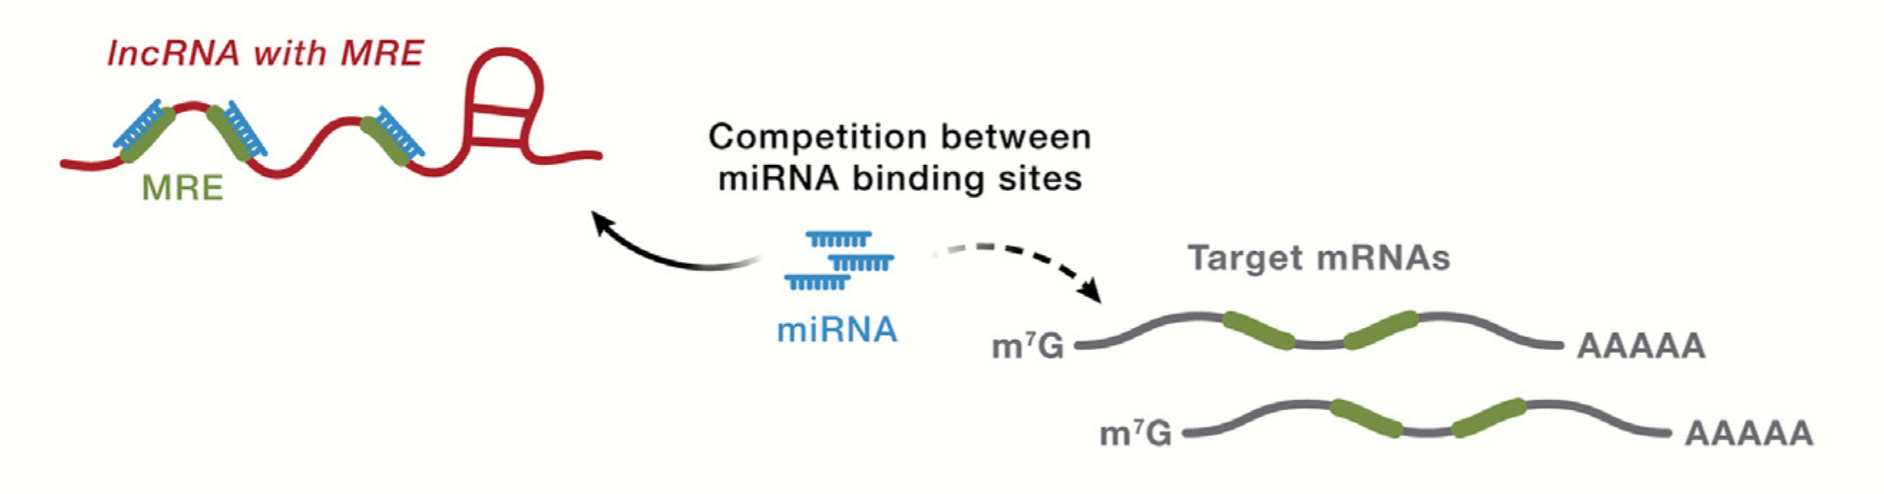 lncRNA with MRE
MRE
Competition between
miRNA binding sites
miRNA
Target mRNAs
m⁷G AAAAA
m⁷G AAAAA